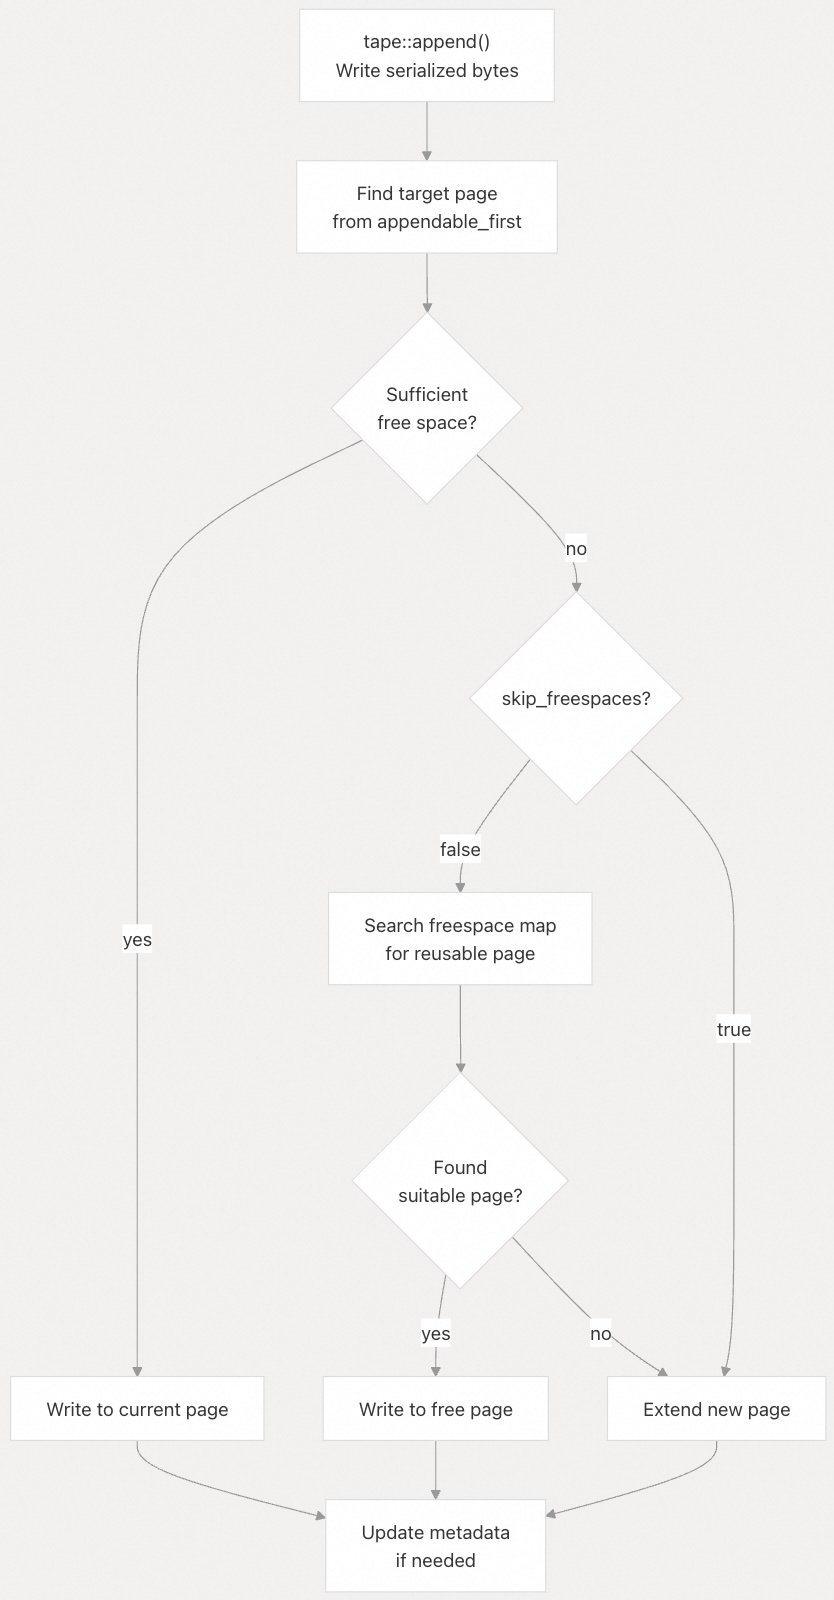 tape::append()
Write serialized bytes
Find target page
from appendable_first
Sufficient
free space?
no
skip_freespaces?
false
Search freespace map
for reusable page
yes
true
Found
suitable page?
yes
no
Write to current page
Write to free page
Extend new page
Update metadata
if needed